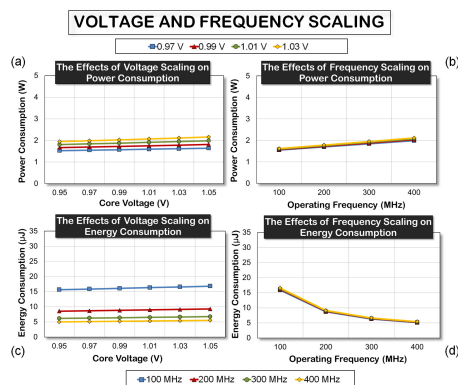 VOLTAGE AND FREQUENCY SCALING
0.97 V 0.99 V 1.01 V 1.03 V
(a)
The Effects of Voltage Scaling on
Power Consumption
Power Consumption (W)
5
4
3
2
1
0
0.95 0.97 0.99 1.01 1.03 1.05
Core Voltage (V)
(b)
The Effects of Frequency Scaling on
Power Consumption
Power Consumption (W)
5
4
3
2
1
0
100 200 300 400
Operating Frequency (MHz)
(c)
The Effects of Voltage Scaling on
Energy Consumption
Energy Consumption (μJ)
35
30
25
20
15
10
5
0
0.95 0.97 0.99 1.01 1.03 1.05
Core Voltage (V)
(d)
The Effects of Frequency Scaling on
Energy Consumption
Energy Consumption (μJ)
35
30
25
20
15
10
5
0
100 200 300 400
Operating Frequency (MHz)
100 MHz 200 MHz 300 MHz 400 MHz